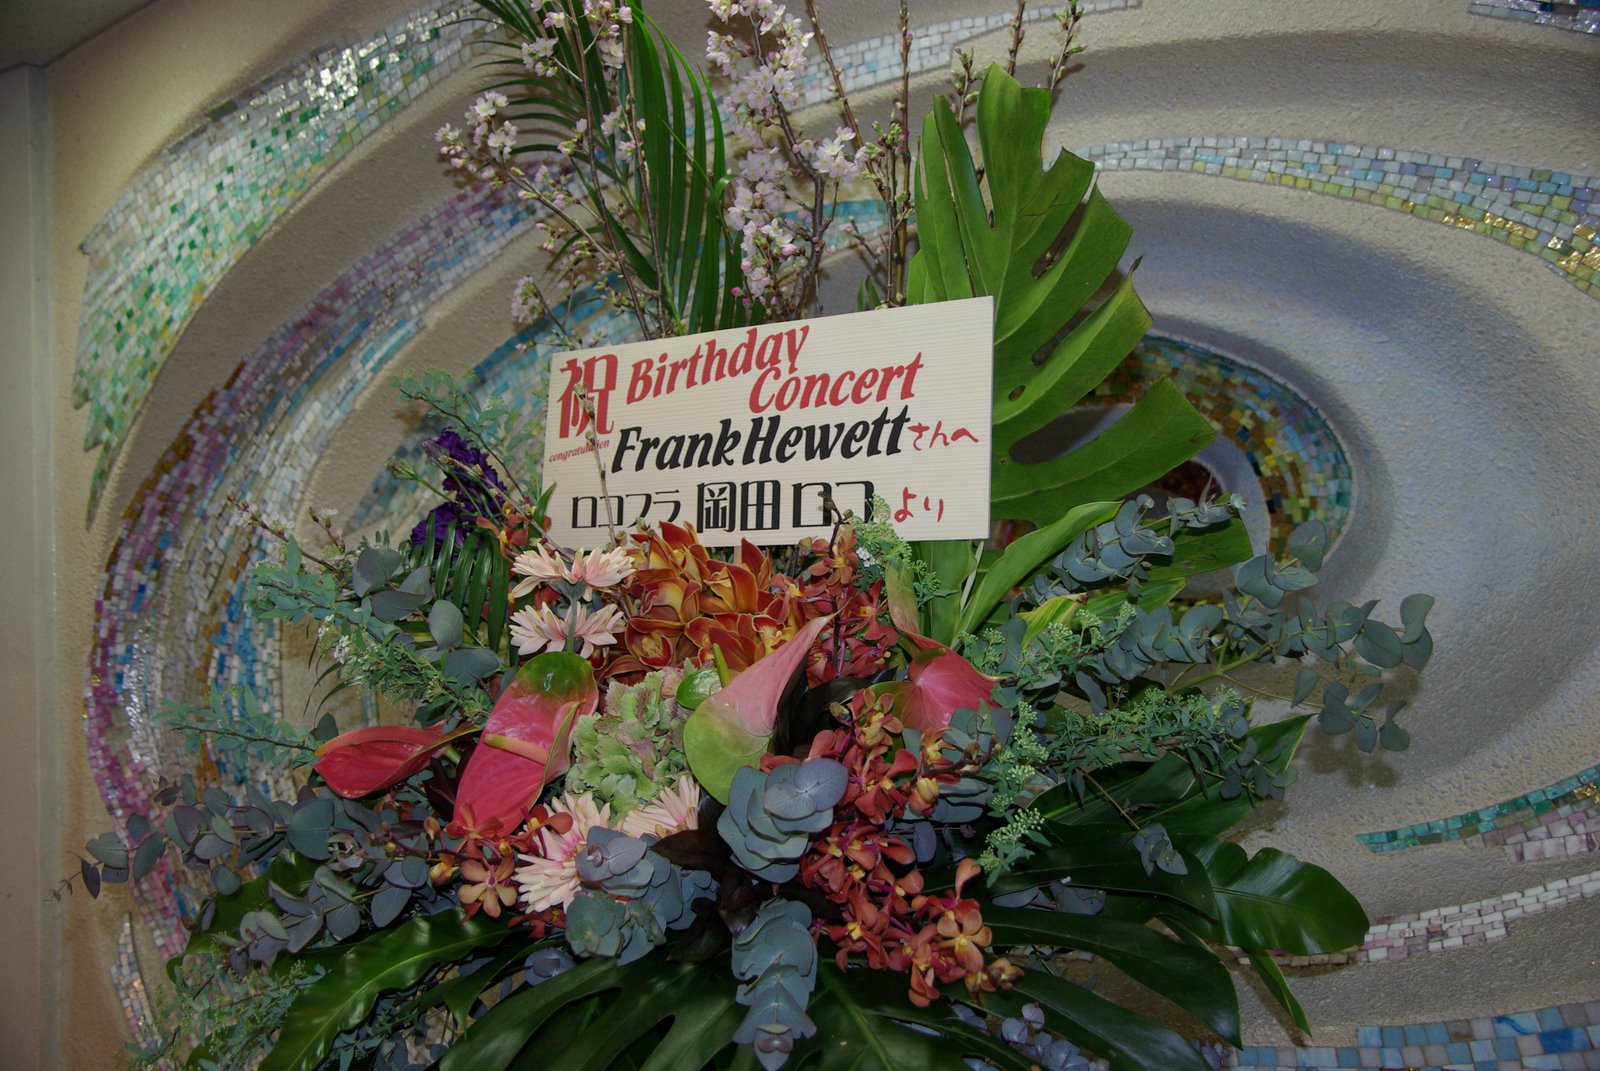 祝 Birthday
Concert
congratulation
Frank Hewett さんへ
ロコフラ 岡田 ロコ より